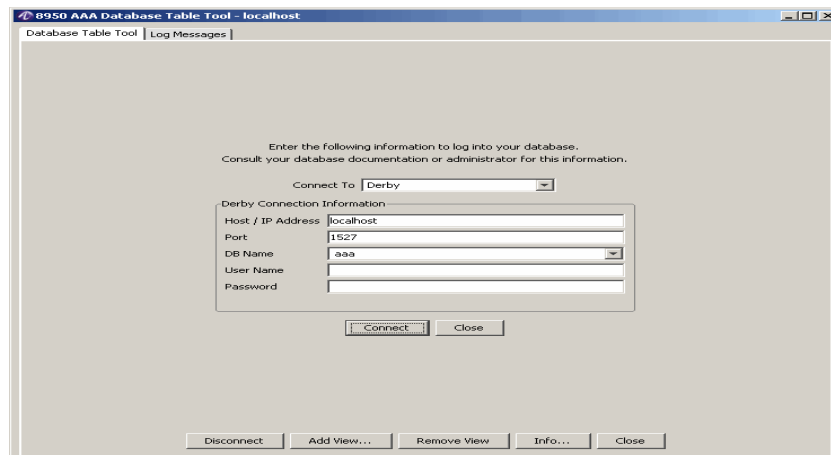 8950 AAA Database Table Tool - localhost
Database Table Tool Log Messages
Enter the following information to log into your database.
Consult your database documentation or administrator for this information.
Connect To Derby
Derby Connection Information
Host / IP Address localhost
Port 1527
DB Name aaa
User Name
Password
Connect Close
Disconnect Add View... Remove View Info... Close